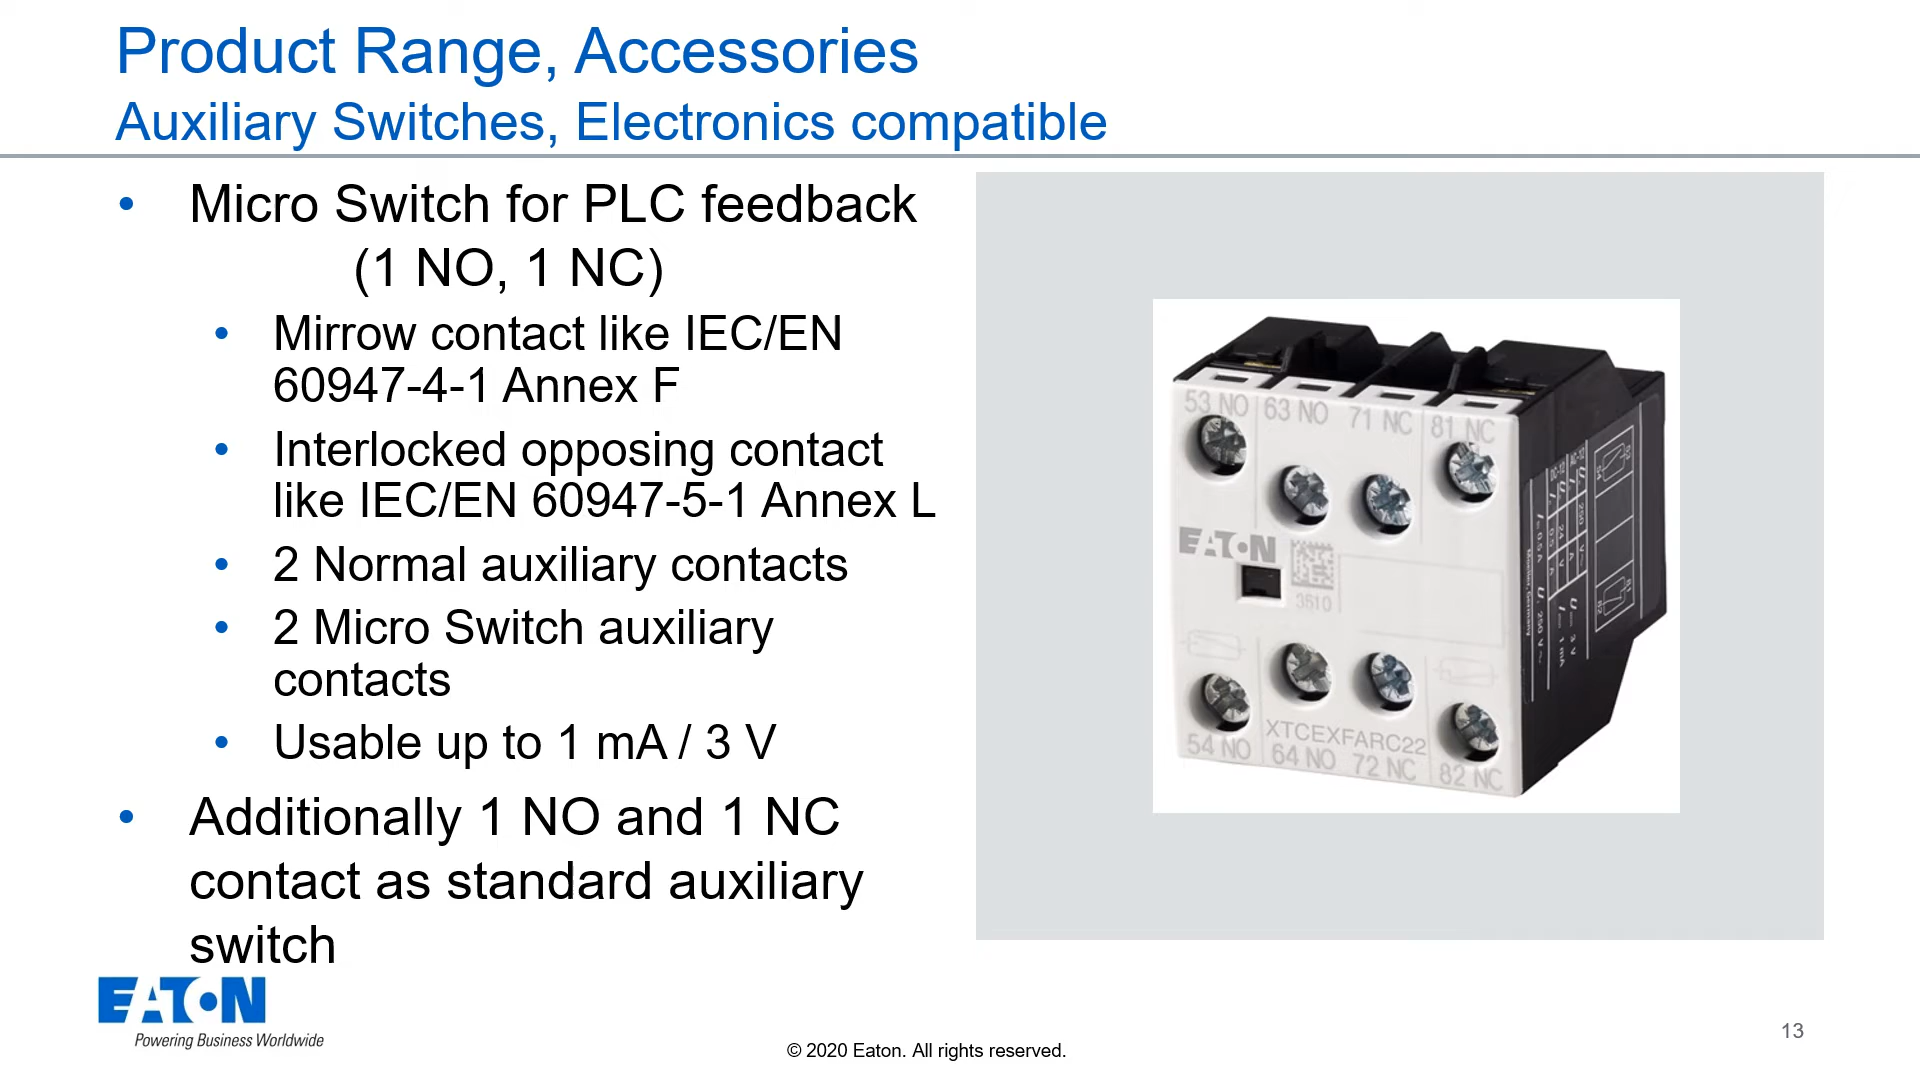 Product Range, Accessories
Auxiliary Switches, Electronics compatible
• Micro Switch for PLC feedback
(1 NO, 1 NC)
• Mirrow contact like IEC/EN
60947-4-1 Annex F
• Interlocked opposing contact
like IEC/EN 60947-5-1 Annex L
• 2 Normal auxiliary contacts
• 2 Micro Switch auxiliary
contacts
• Usable up to 1 mA / 3 V
• Additionally 1 NO and 1 NC
contact as standard auxiliary
switch
53 NO 63 NO 71 NC 81 NC
EATON
3610
XTCEXFARC22
54 NO 64 NO 72 NC 82 NC
EATON
Powering Business Worldwide
© 2020 Eaton. All rights reserved.
13